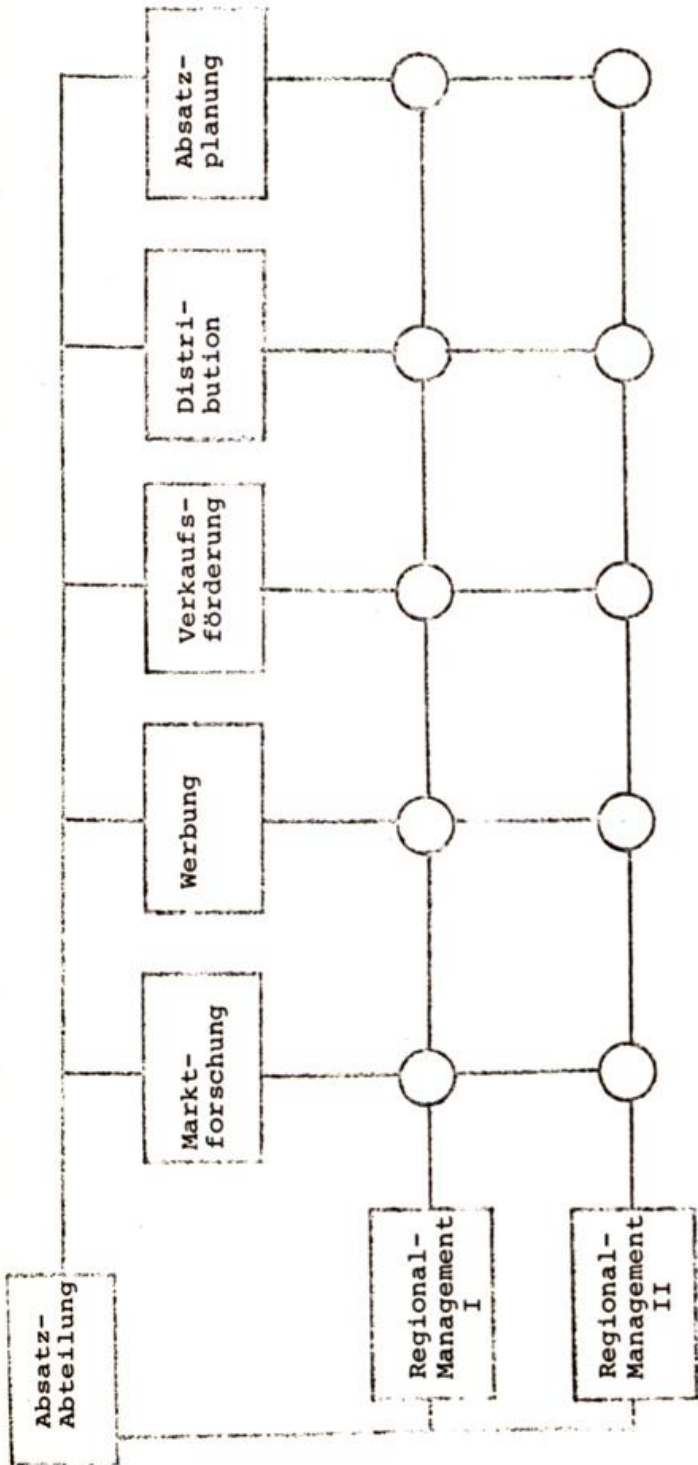 Absatz-
Abteilung
Markt-
forschung
Werbung
Verkaufs-
förderung
Distri-
bution
Absatz-
planung
Regional-
Management
I
Regional-
Management
II